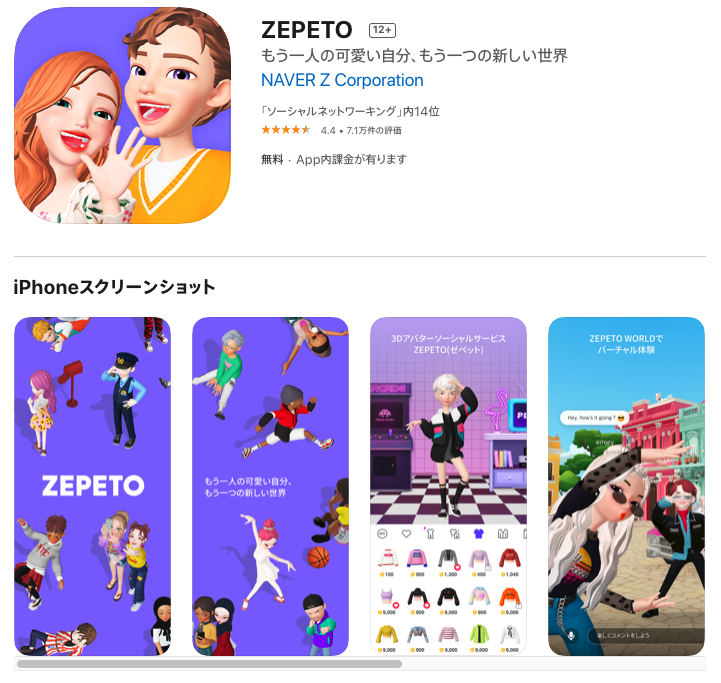 ZEPETO 12+
もう一人の可愛い自分、もう一つの新しい世界
NAVER Z Corporation
「ソーシャルネットワーキング」内14位
4.4 • 7.1万件の評価
無料 · App内課金が有ります
iPhoneスクリーンショット
ZEPETO
もう一人の可愛い自分、
もう一つの新しい世界
3Dアバターソーシャルサービス
ZEPETO(ゼペット)
100 900 1,300 400 1,040
9,000 900 9,000 900 9,000
9,000 9,000 9,000 9,000 9,000
ZEPETO WORLDで
バーチャル体験
Hey, how's it going ?
emjey
楽しくコメントをしよう